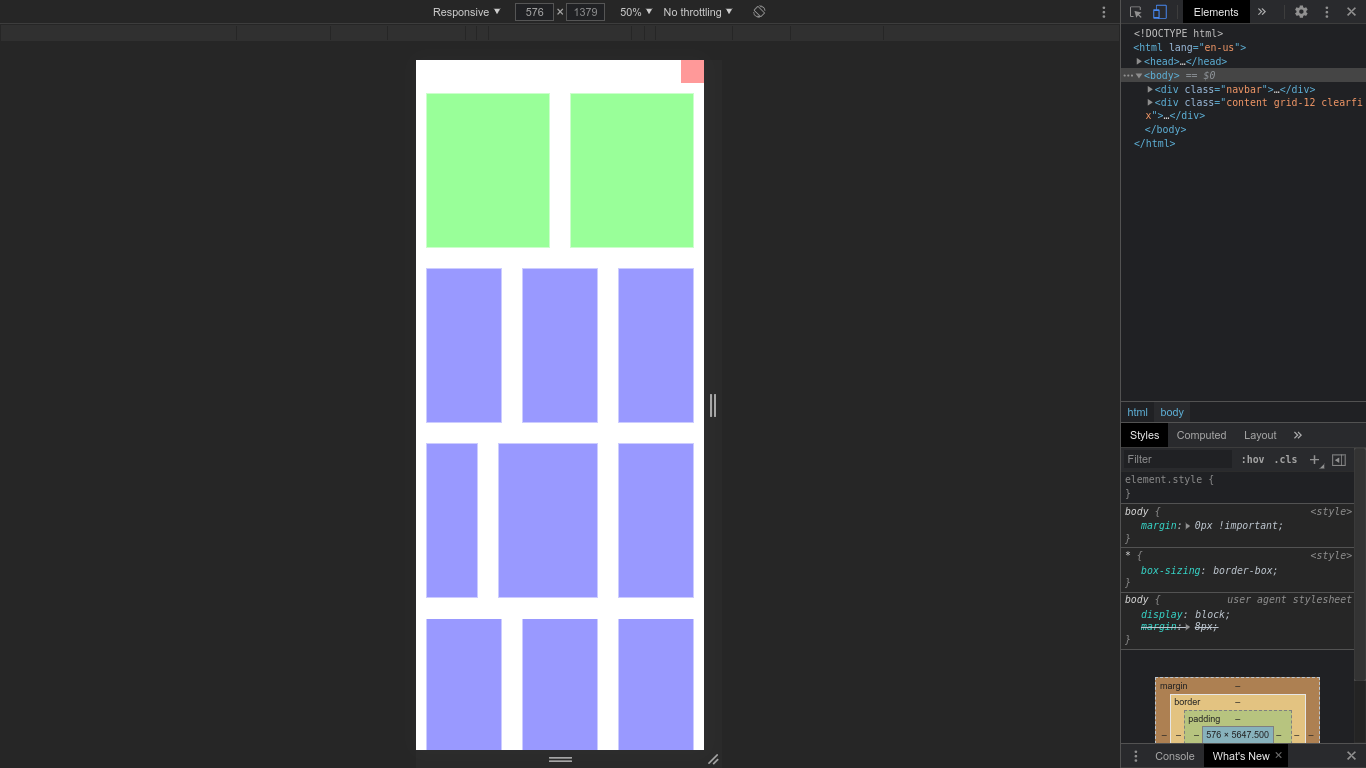 Responsive 576 × 1379 50% No throttling
Elements
<!DOCTYPE html>
<html lang="en-us">
<head>…</head>
<body> == $0
<div class="navbar">…</div>
<div class="content grid-12 clearfi
x">…</div>
</body>
</html>
html body
Styles Computed Layout
Filter :hov .cls
element.style {
}
body { <style>
margin: 0px !important;
}
* { <style>
box-sizing: border-box;
}
body { user agent stylesheet
display: block;
margin: 8px;
}
margin –
border –
padding –
– – – 576 × 5647.500 – – –
Console What's New